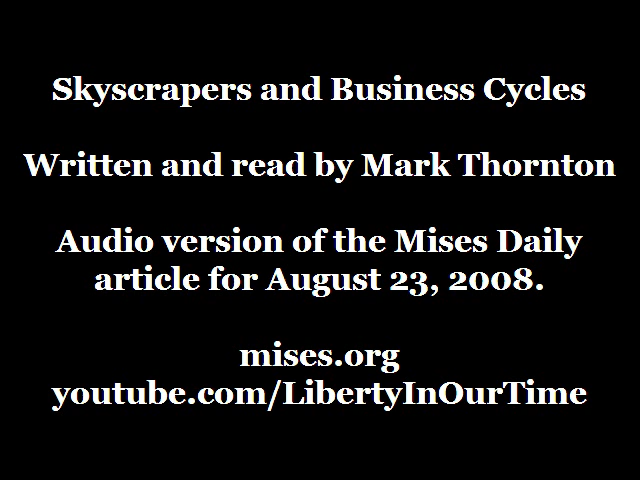 Skyscrapers and Business Cycles
Written and read by Mark Thornton
Audio version of the Mises Daily
article for August 23, 2008.
mises.org
youtube.com/LibertyInOurTime